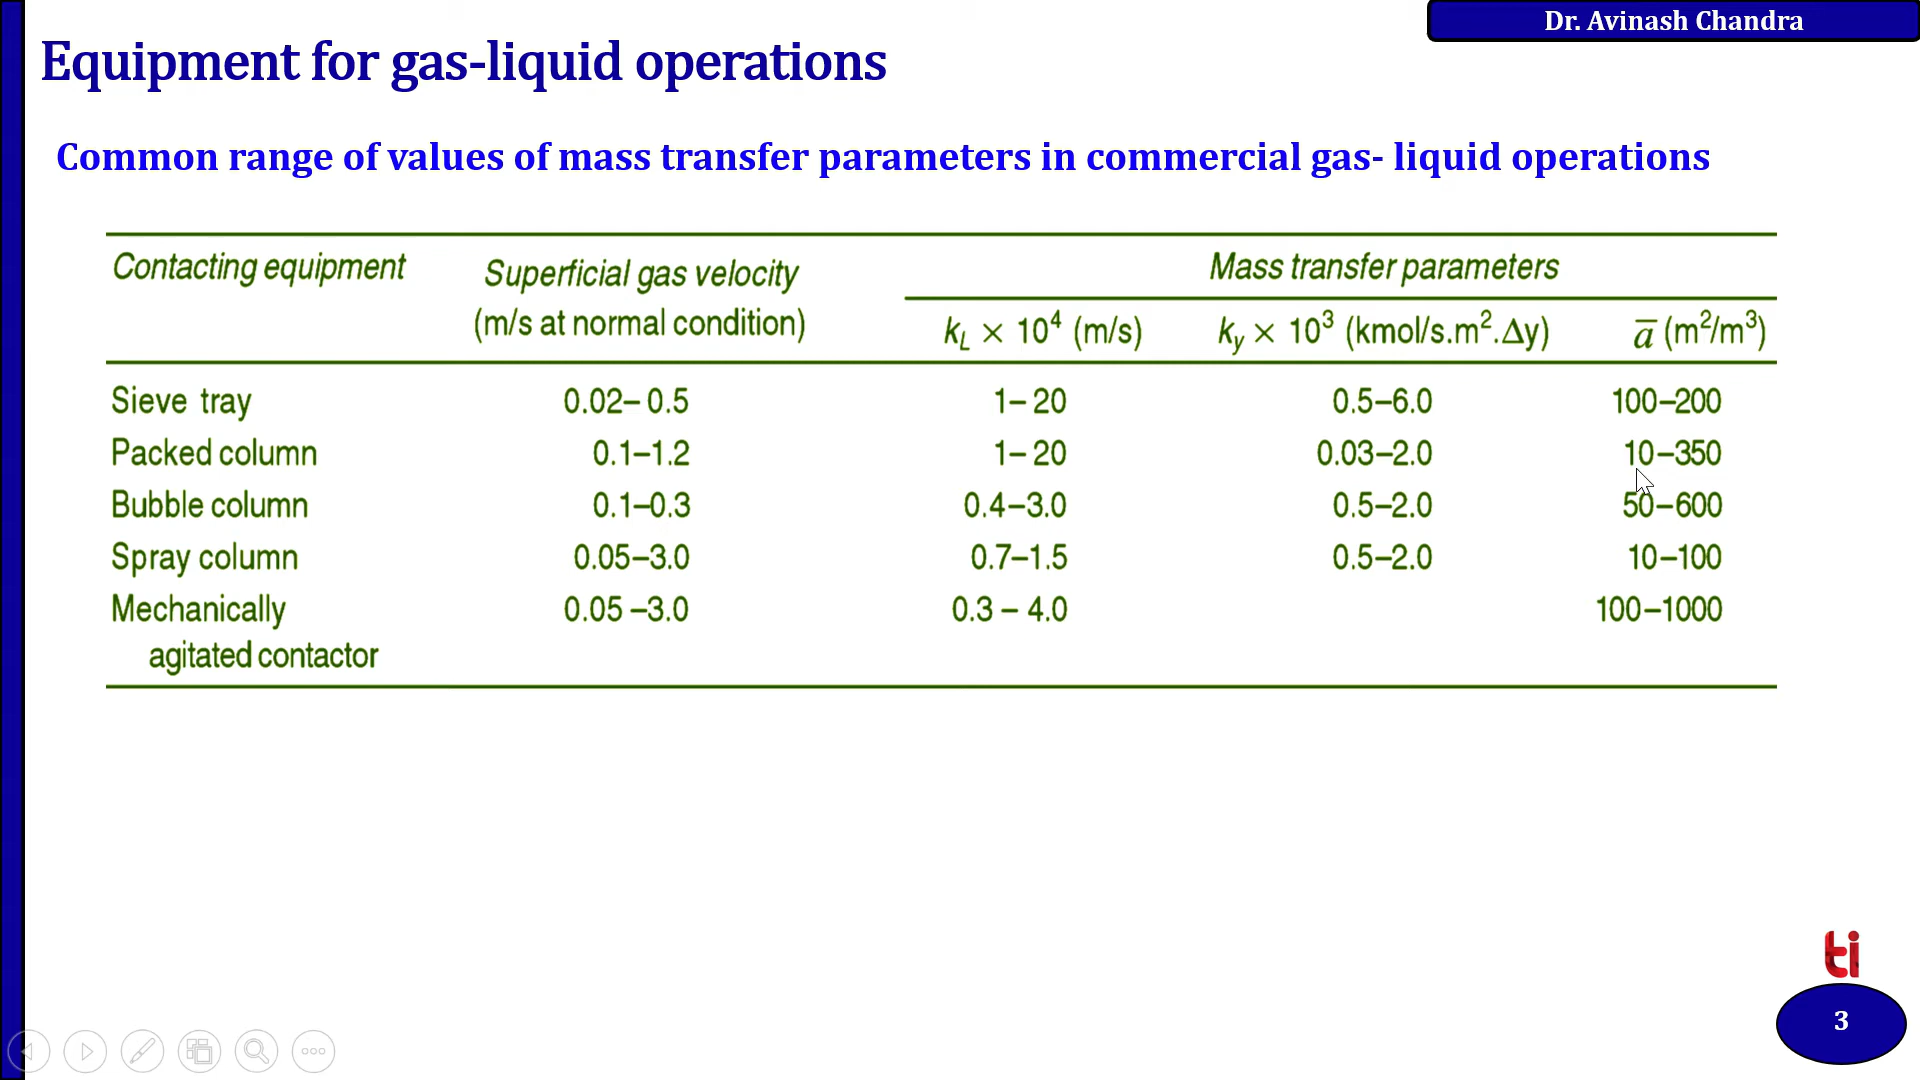 Dr. Avinash Chandra
Equipment for gas-liquid operations
Common range of values of mass transfer parameters in commercial gas- liquid operations
Contacting equipment Superficial gas velocity Mass transfer parameters
(m/s at normal condition) k_L × 10⁴ (m/s) k_y × 10³ (kmol/s.m².Δy) a̅ (m²/m³)
Sieve tray 0.02– 0.5 1– 20 0.5–6.0 100–200
Packed column 0.1–1.2 1– 20 0.03–2.0 10–350
Bubble column 0.1–0.3 0.4–3.0 0.5–2.0 50–600
Spray column 0.05–3.0 0.7–1.5 0.5–2.0 10–100
Mechanically 0.05 –3.0 0.3 – 4.0 100–1000
agitated contactor
ti
3